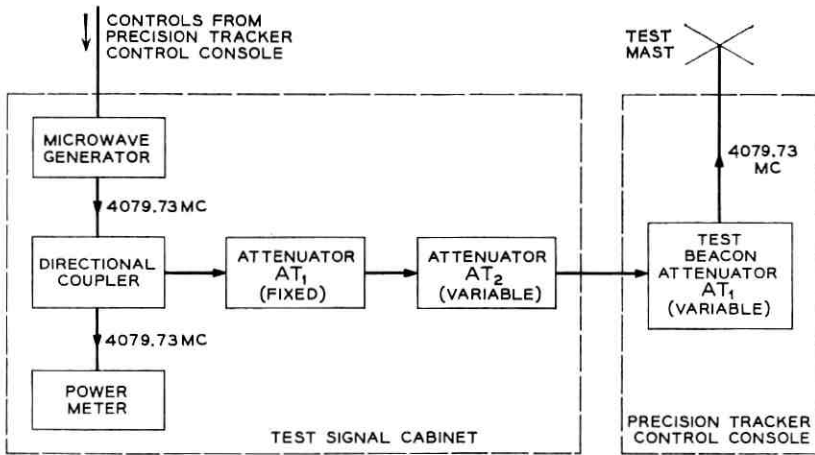 CONTROLS FROM
PRECISION TRACKER
CONTROL CONSOLE
TEST
MAST
MICROWAVE
GENERATOR
4079.73 MC
4079.73
MC
DIRECTIONAL
COUPLER
ATTENUATOR
AT1
(FIXED)
ATTENUATOR
AT2
(VARIABLE)
TEST
BEACON
ATTENUATOR
AT1
(VARIABLE)
4079.73 MC
POWER
METER
TEST SIGNAL CABINET
PRECISION TRACKER
CONTROL CONSOLE